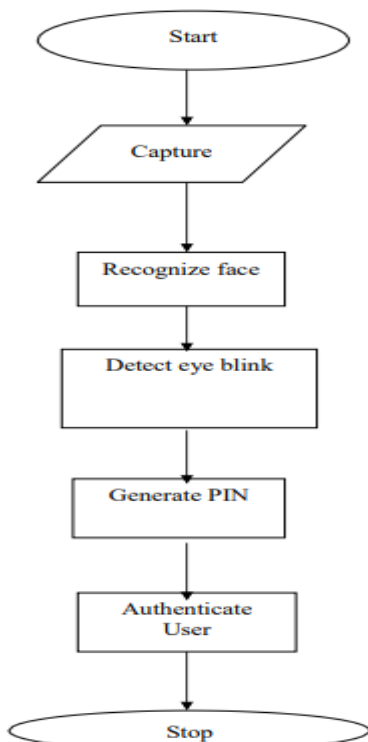 Start
Capture
Recognize face
Detect eye blink
Generate PIN
Authenticate
User
Stop